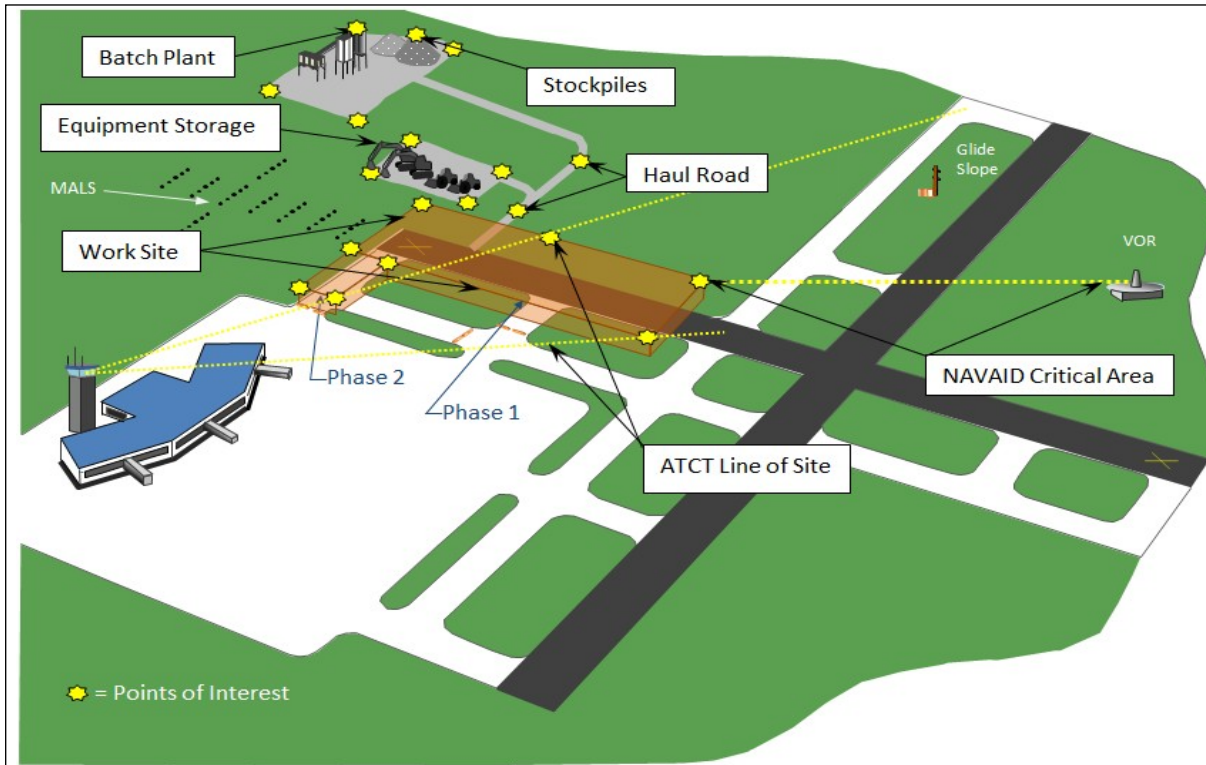 Batch Plant
Stockpiles
Equipment Storage
Glide
Slope
MALS
Haul Road
Work Site
VOR
Phase 2
NAVAID Critical Area
Phase 1
ATCT Line of Site
= Points of Interest